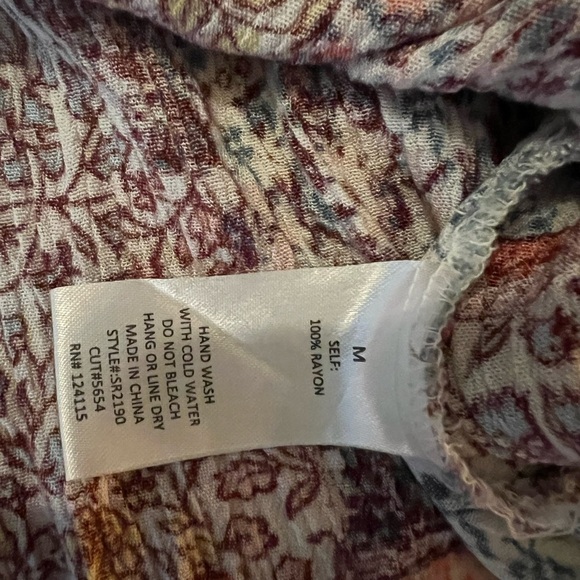 M
SELF:
100% RAYON
HAND WASH
WITH COLD WATER
DO NOT BLEACH
HANG OR LINE DRY
MADE IN CHINA
STYLE#:SR2190
CUT#5654
RN# 124115